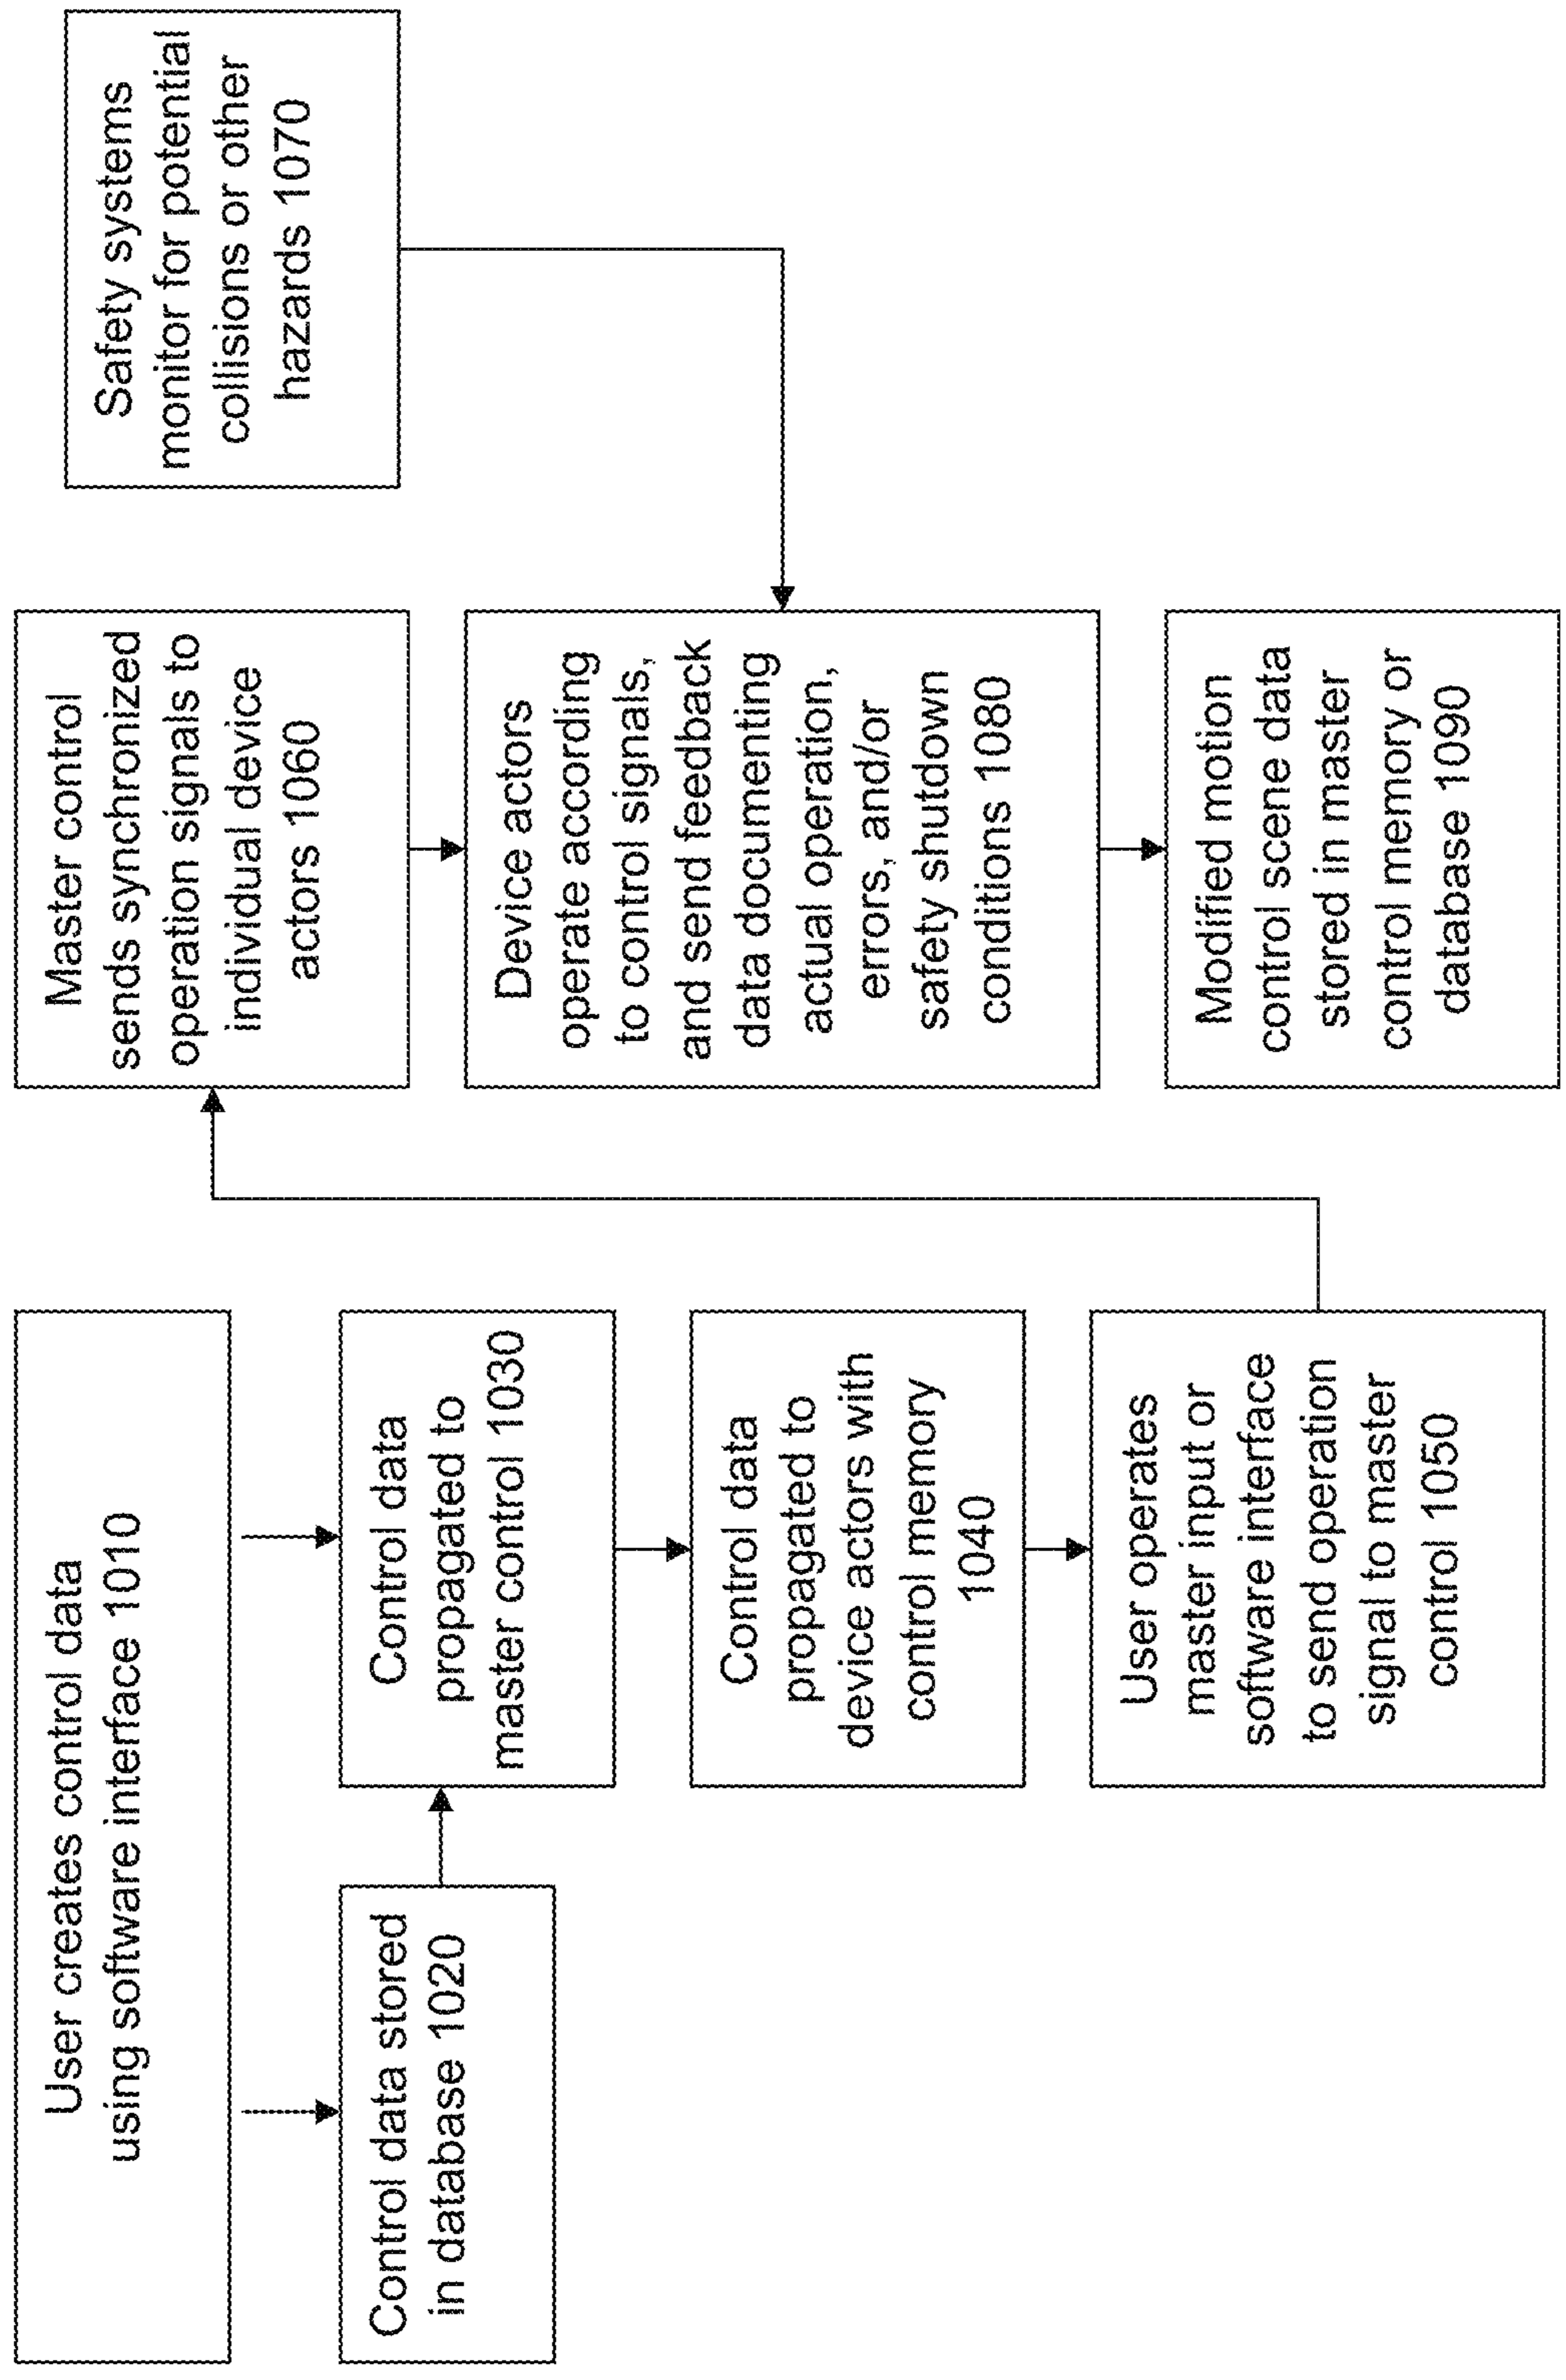 User creates control data
using software interface 1010
Control data stored
in database 1020
Control data
propagated to
master control 1030
Control data
propagated to
device actors with
control memory
1040
User operates
master input or
software interface
to send operation
signal to master
control 1050
Master control
sends synchronized
operation signals to
individual device
actors 1060
Safety systems
monitor for potential
collisions or other
hazards 1070
Device actors
operate according
to control signals,
and send feedback
data documenting
actual operation,
errors, and/or
safety shutdown
conditions 1080
Modified motion
control scene data
stored in master
control memory or
database 1090